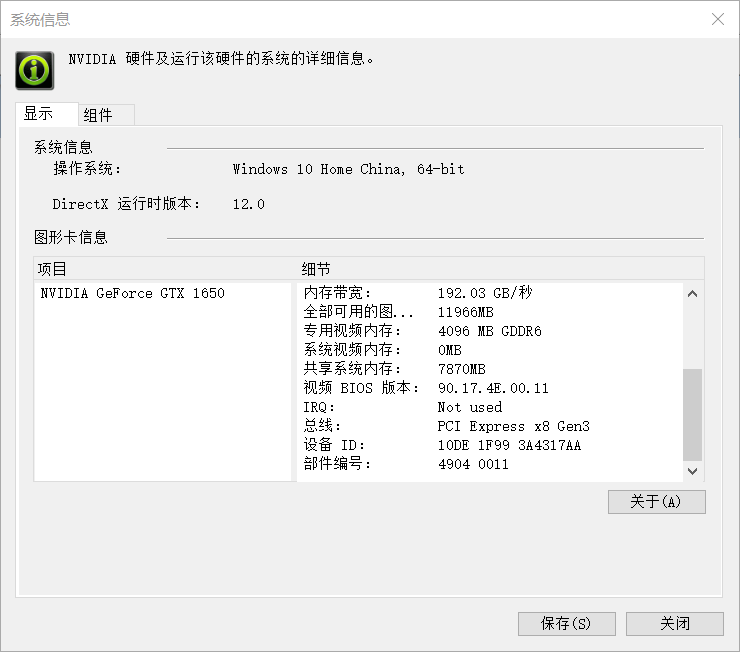 系统信息
NVIDIA 硬件及运行该硬件的系统的详细信息。
显示 组件
系统信息
操作系统: Windows 10 Home China, 64-bit
DirectX 运行时版本: 12.0
图形卡信息
项目 细节
NVIDIA GeForce GTX 1650
内存带宽: 192.03 GB/秒
全部可用的图... 11966MB
专用视频内存: 4096 MB GDDR6
系统视频内存: 0MB
共享系统内存: 7870MB
视频 BIOS 版本: 90.17.4E.00.11
IRQ: Not used
总线: PCI Express x8 Gen3
设备 ID: 10DE 1F99 3A4317AA
部件编号: 4904 0011
关于(A)
保存(S) 关闭